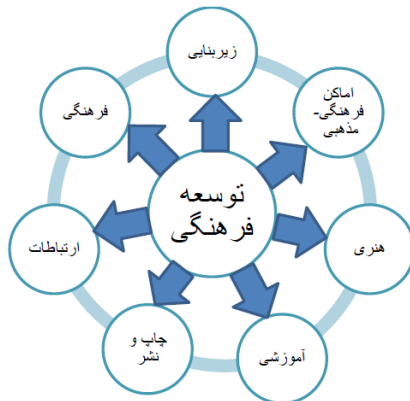 زیربنایی
اماکن
فرهنگی-
مذهبی
هنری
آموزشی
چاپ و
نشر
ارتباطات
فرهنگی
توسعه
فرهنگی